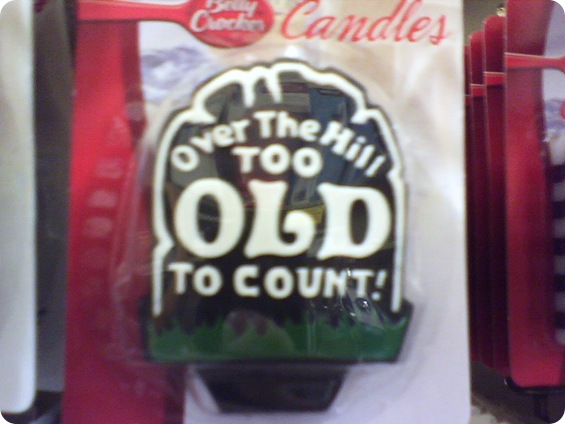 Betty
Crocker
Candles
Over The Hill
TOO
OLD
TO COUNT!